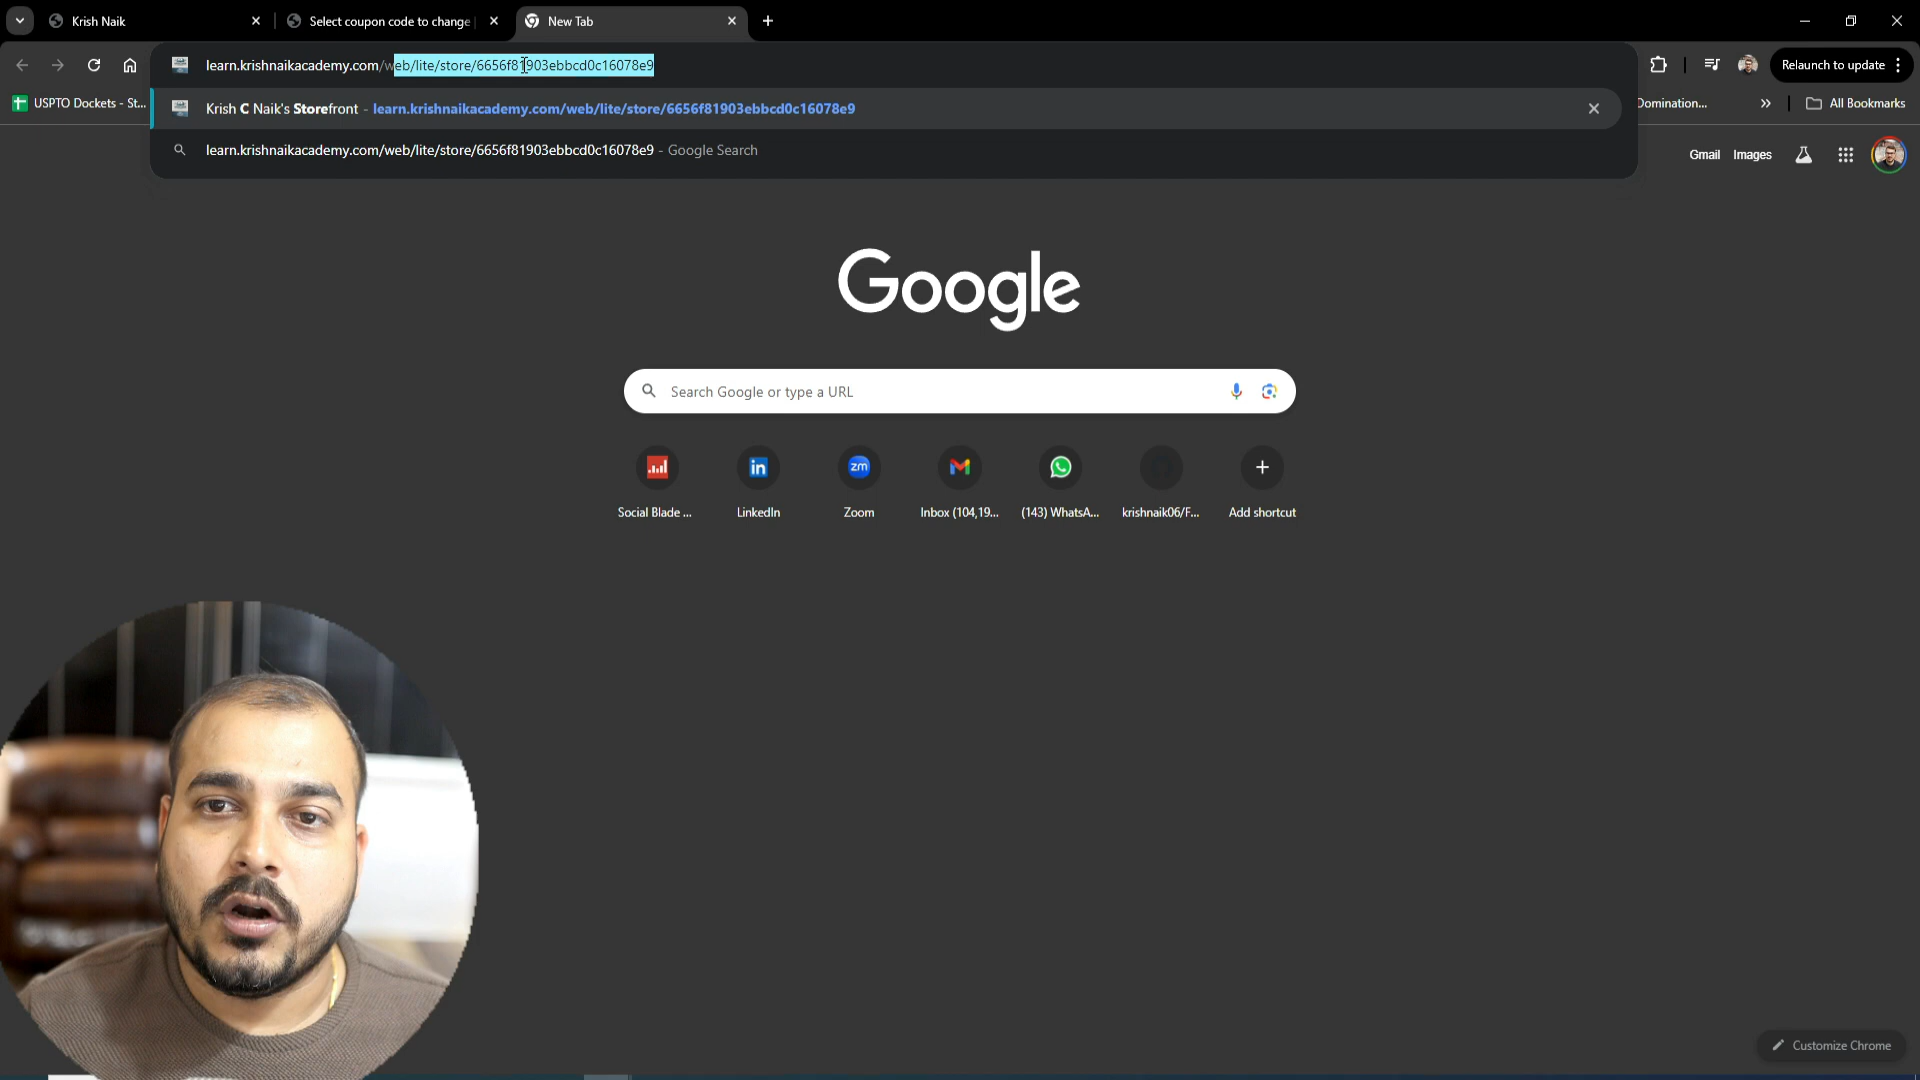 Krish Naik
Select coupon code to change
New Tab
learn.krishnaikacademy.com/web/lite/store/6656f81903ebbcd0c16078e9
Relaunch to update
USPTO Dockets - St...
Krish C Naik's Storefront - learn.krishnaikacademy.com/web/lite/store/6656f81903ebbcd0c16078e9
Domination...
All Bookmarks
learn.krishnaikacademy.com/web/lite/store/6656f81903ebbcd0c16078e9 - Google Search
Gmail Images
Google
Search Google or type a URL
in zm
Social Blade ... LinkedIn Zoom Inbox (104,19... (143) WhatsA... krishnaik06/F... Add shortcut
Customize Chrome